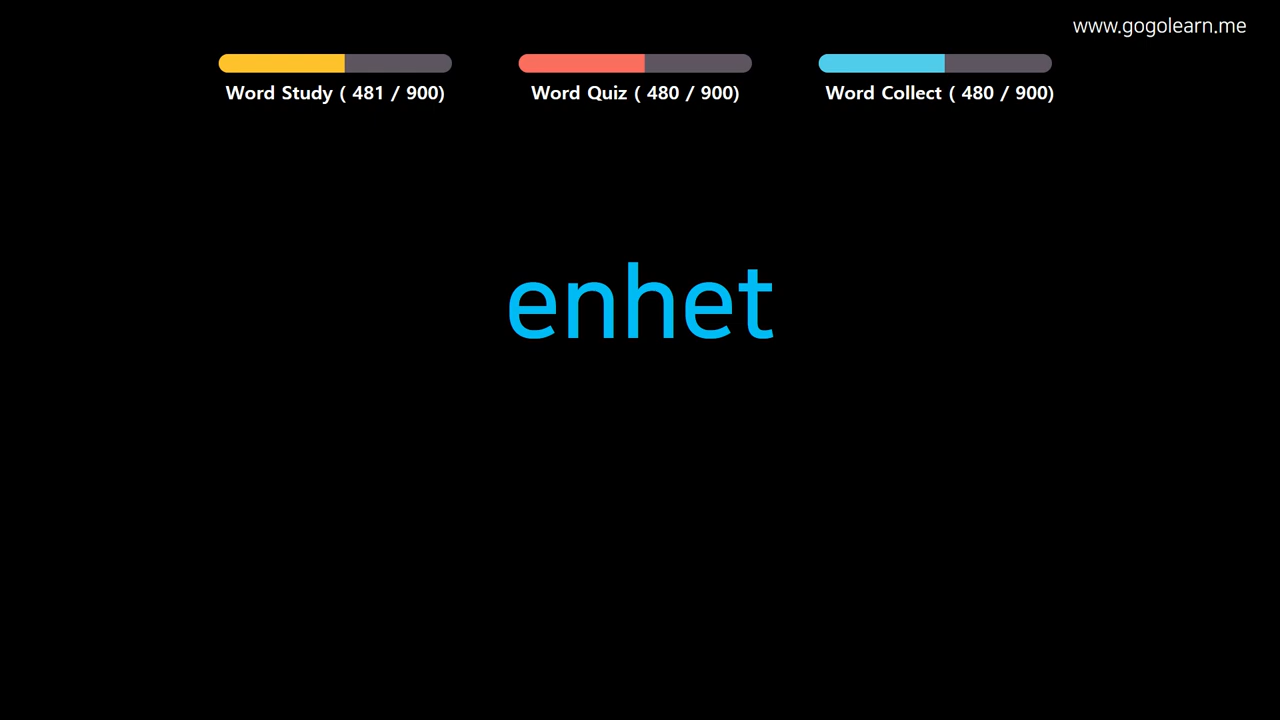 www.gogolearn.me
Word Study ( 481 / 900)
Word Quiz ( 480 / 900)
Word Collect ( 480 / 900)
enhet